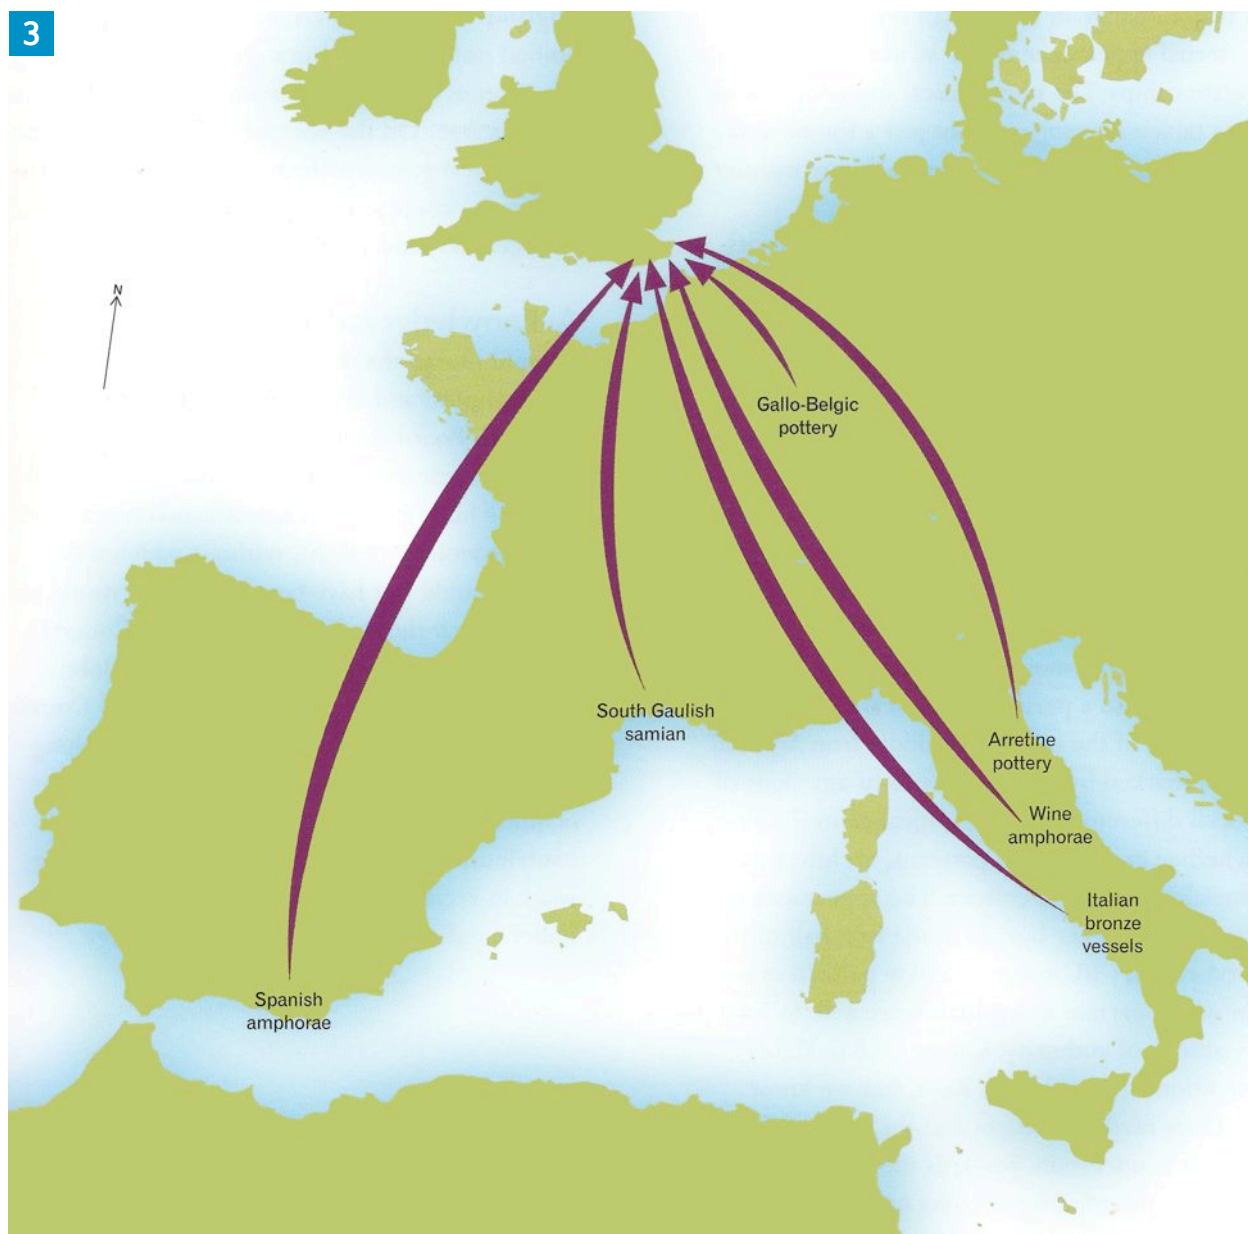 3
N
Gallo-Belgic
pottery
South Gaulish
samian
Arretine
pottery
Wine
amphorae
Italian
bronze
vessels
Spanish
amphorae